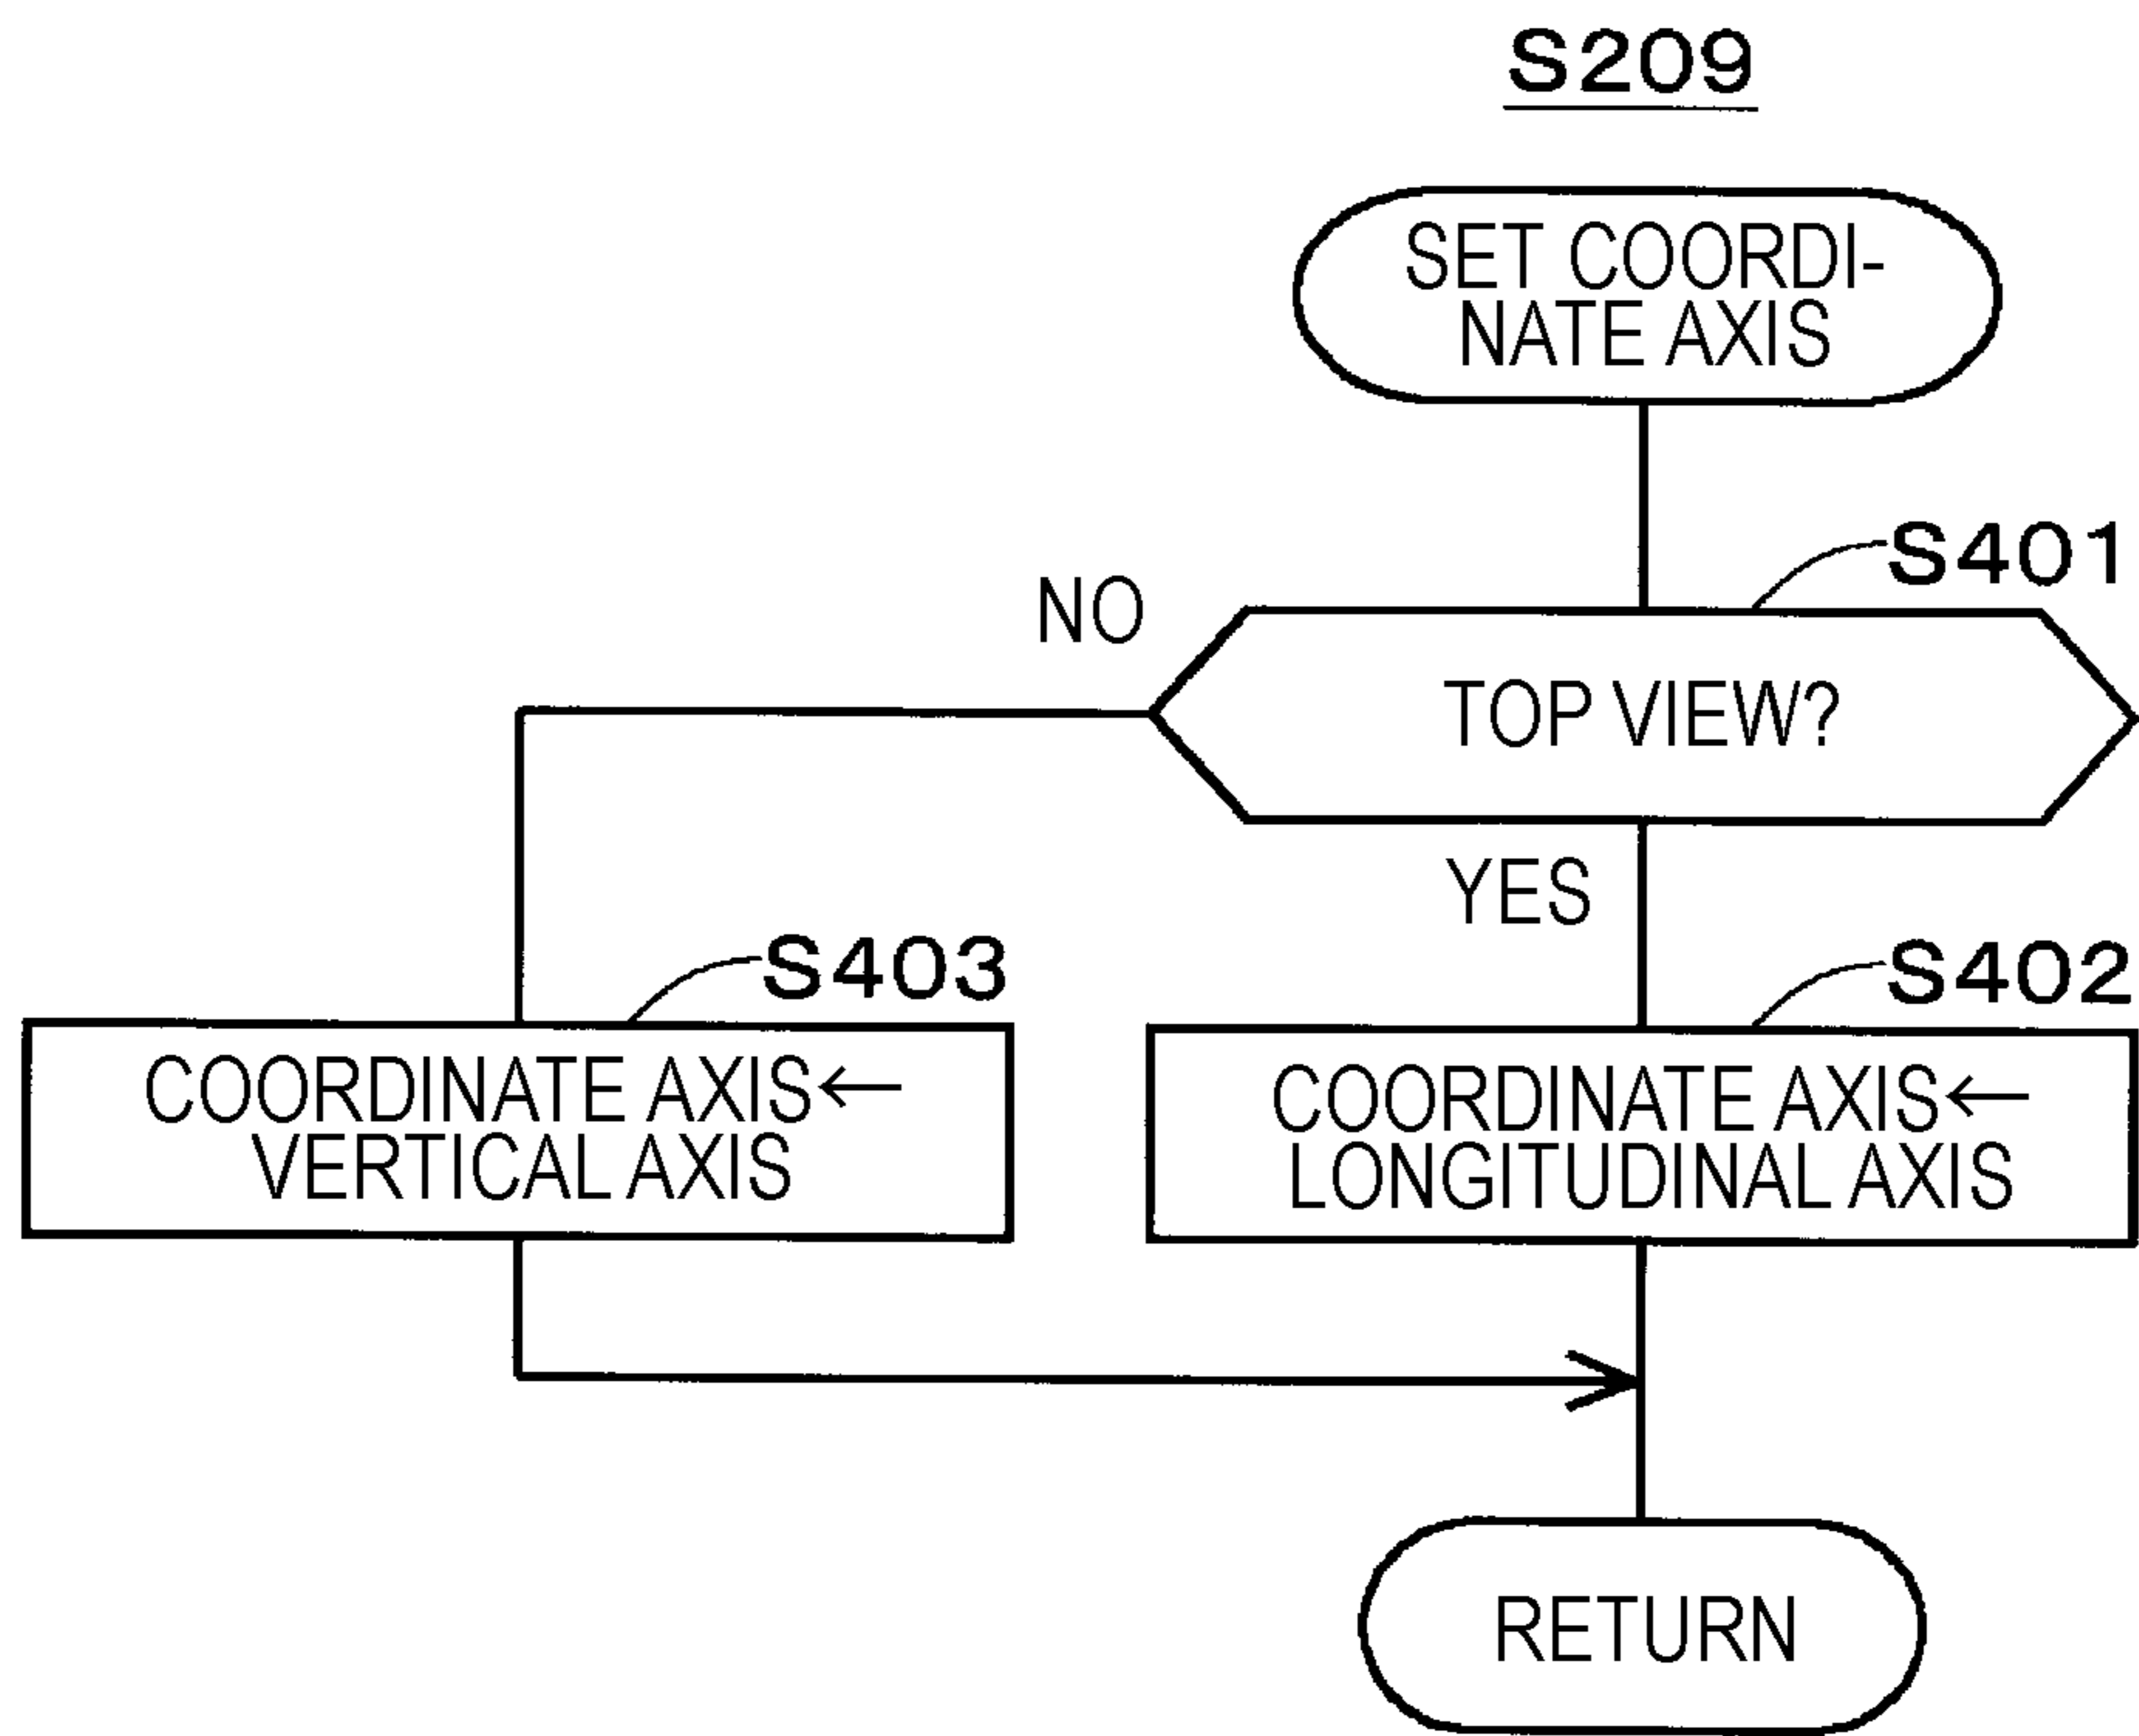 S209
SET COORDI-
NATE AXIS
S401
NO
TOP VIEW?
YES
S403
S402
COORDINATE AXIS←
VERTICAL AXIS
COORDINATE AXIS←
LONGITUDINAL AXIS
RETURN